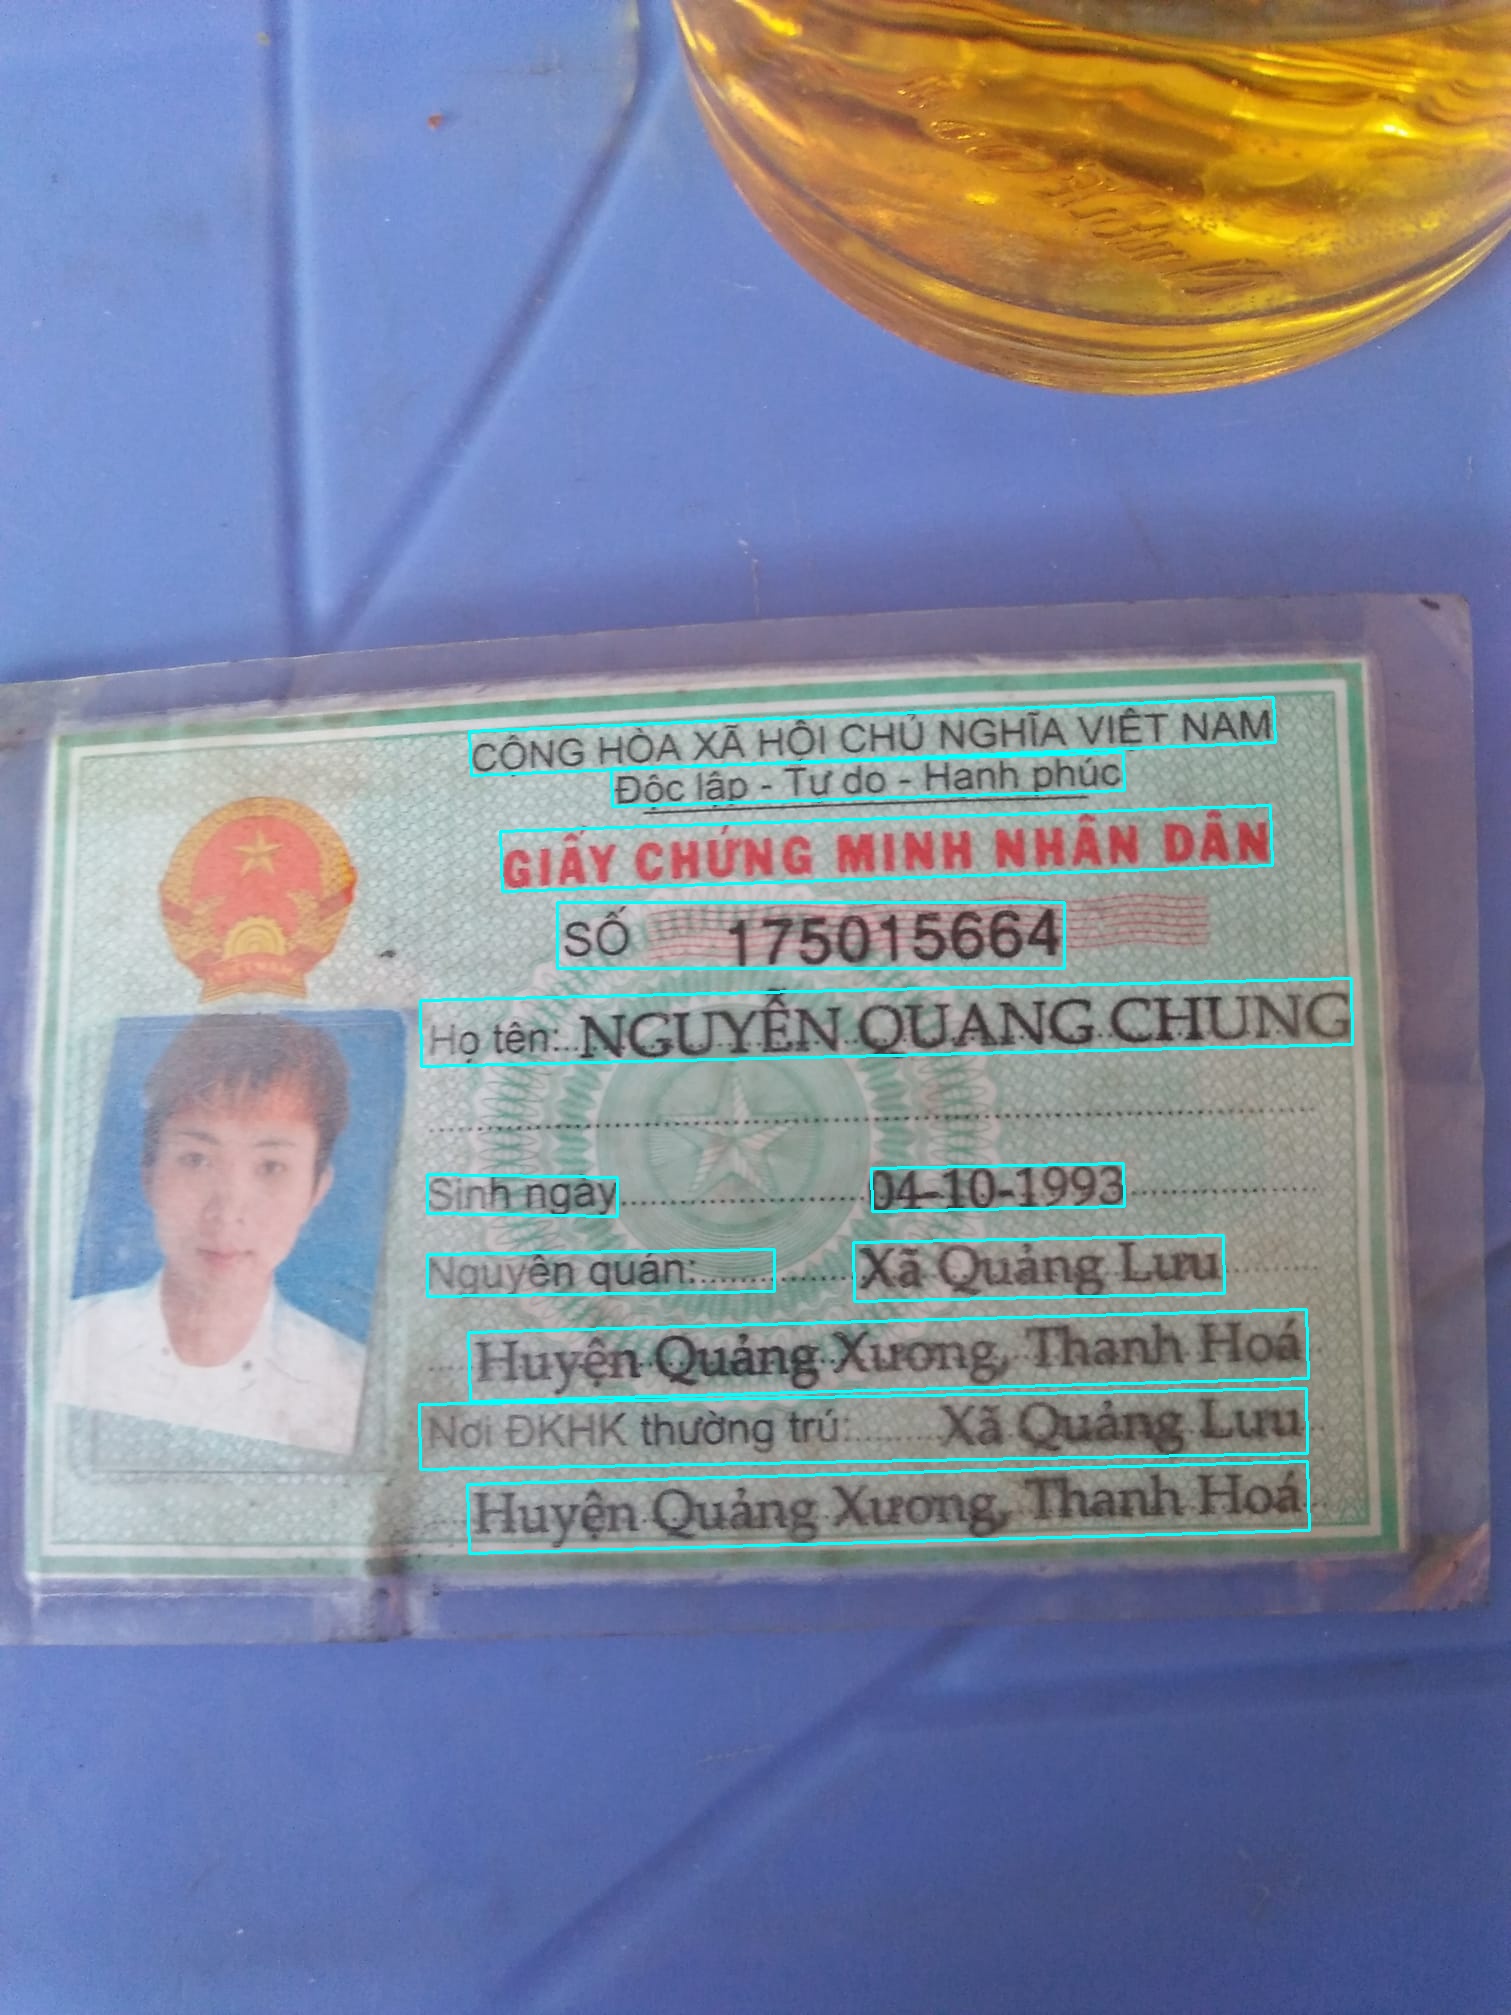 CỘNG HÒA XÃ HỘI CHỦ NGHĨA VIỆT NAM
Độc lập - Tự do - Hạnh phúc
GIẤY CHỨNG MINH NHÂN DÂN
SỐ 175015664
Họ tên: NGUYỄN QUANG CHUNG
Sinh ngày 04-10-1993
Nguyên quán: Xã Quảng Lưu
Huyện Quảng Xương, Thanh Hoá
Nơi ĐKHK thường trú: Xã Quảng Lưu
Huyện Quảng Xương, Thanh Hoá